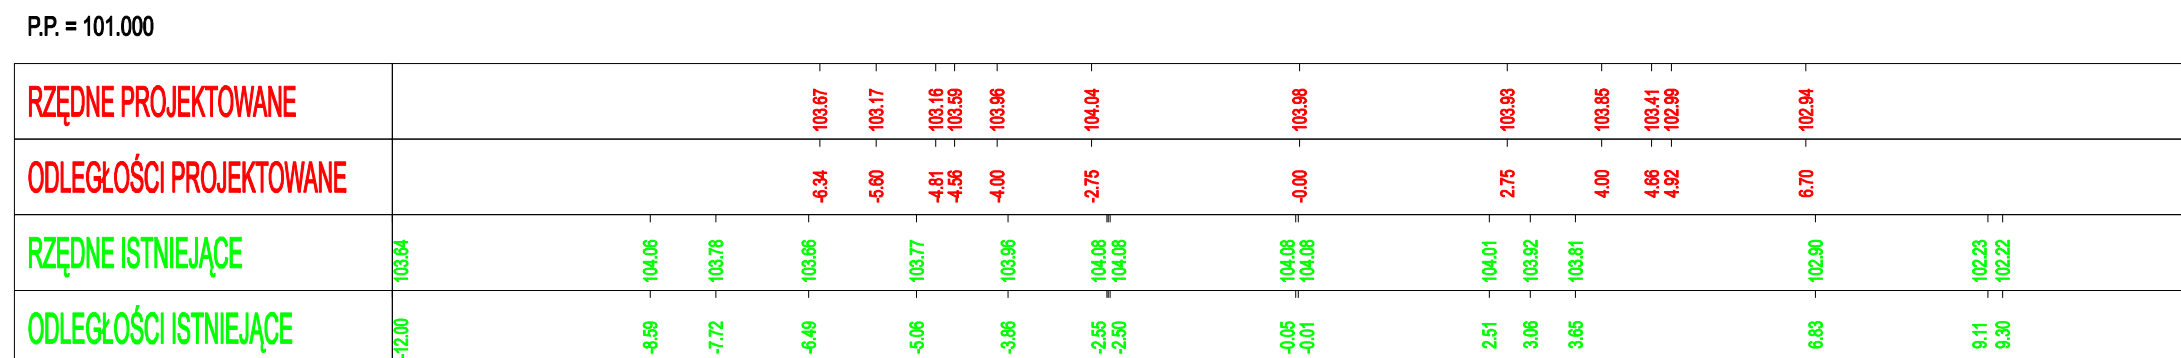 P.P. = 101.000
RZĘDNE PROJEKTOWANE 103.67 103.17 103.16 103.59 103.96 104.04 103.98 103.93 103.85 103.41 102.99 102.94
ODLEGŁOŚCI PROJEKTOWANE -6.34 -5.60 -4.81 -4.56 -4.00 -2.75 -0.00 2.75 4.00 4.66 4.92 6.70
RZĘDNE ISTNIEJĄCE 103.64 104.06 103.78 103.66 103.77 103.96 104.08 104.08 104.08 104.08 104.01 103.92 103.81 102.90 102.23 102.22
ODLEGŁOŚCI ISTNIEJĄCE -12.00 -8.59 -7.72 -6.49 -5.06 -3.86 -2.55 -2.50 -0.05 -0.01 2.51 3.06 3.65 6.83 9.11 9.30